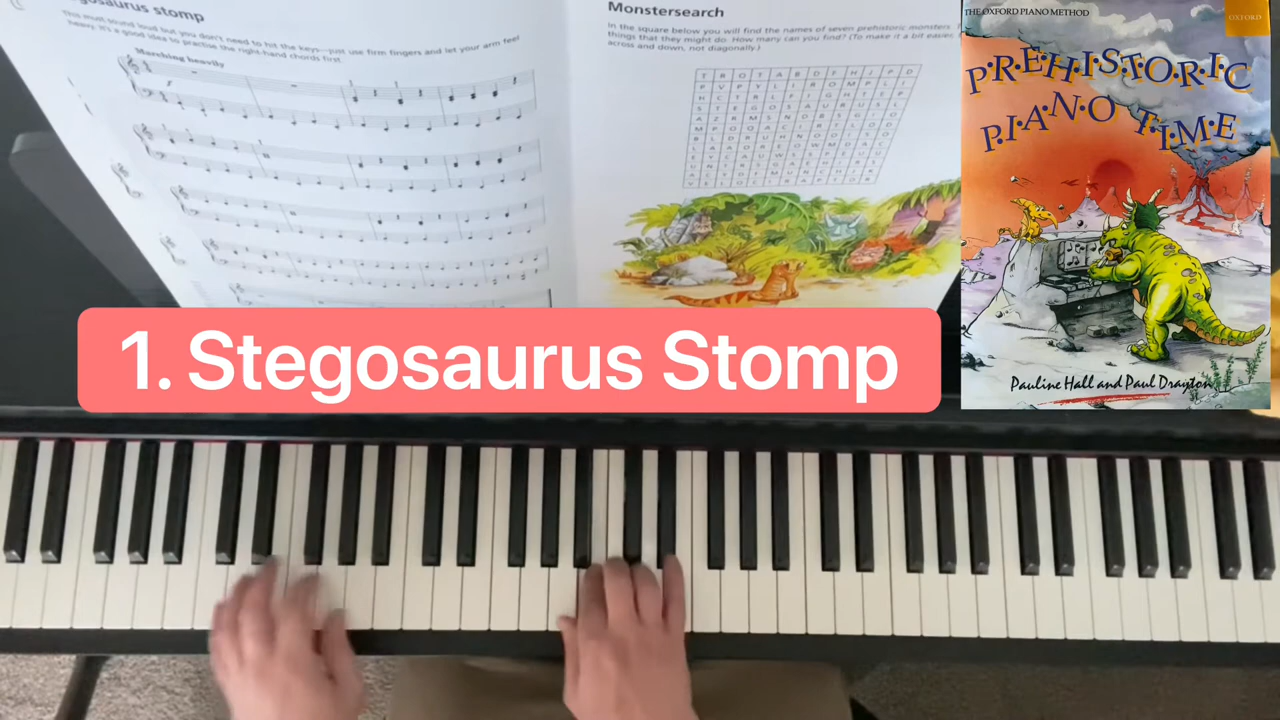 gosaurus stomp
This must sound loud but you don't need to hit the keys—just use firm fingers and let your arm feel
heavy. It's a good idea to practise the right-hand chords first.
Marching heavily
Monstersearch
In the square below you will find the names of seven prehistoric monsters
things that they might do. How many can you find? (To make it a bit easier,
across and down, not diagonally.)
THE OXFORD PIANO METHOD
OXFORD
PREHISTORIC
PIANO TIME
Pauline Hall and Paul Drayton
1. Stegosaurus Stomp